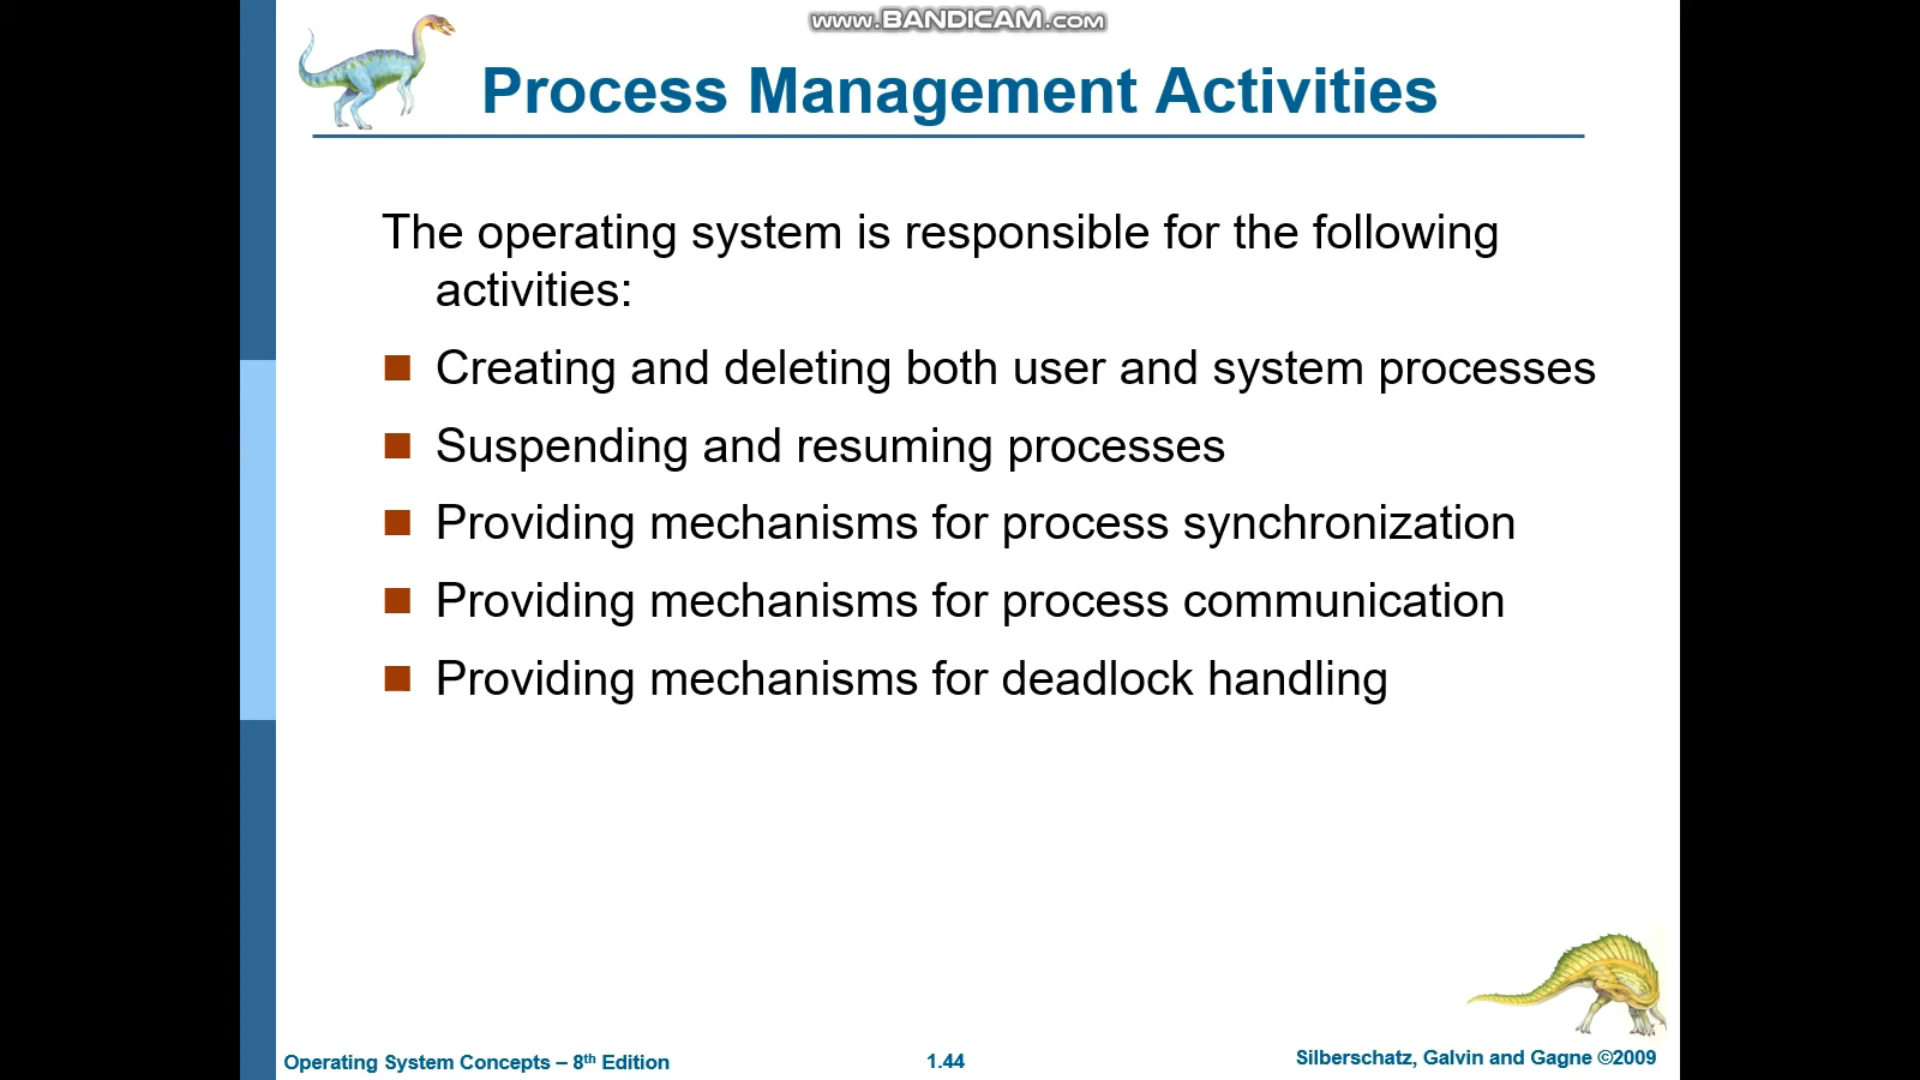 www.BANDICAM.com
Process Management Activities
The operating system is responsible for the following
activities:
Creating and deleting both user and system processes
Suspending and resuming processes
Providing mechanisms for process synchronization
Providing mechanisms for process communication
Providing mechanisms for deadlock handling
Operating System Concepts – 8th Edition
1.44
Silberschatz, Galvin and Gagne ©2009